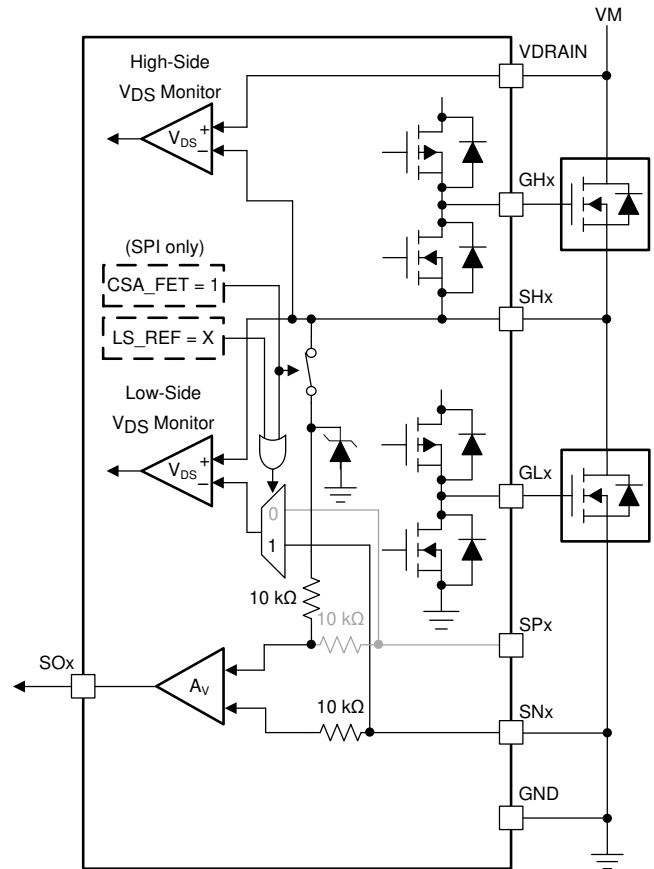 VM
VDRAIN
High-Side
VDS Monitor
VDS
+
−
GHx
(SPI only)
CSA_FET = 1
SHx
LS_REF = X
Low-Side
VDS Monitor
VDS
+
−
GLx
0
1
10 kΩ
10 kΩ
SPx
SOx
AV
10 kΩ
SNx
GND